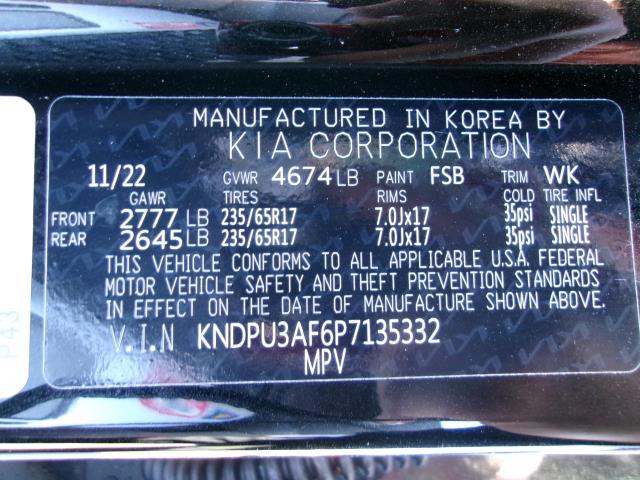 MANUFACTURED IN KOREA BY
KIA CORPORATION
11/22 GVWR 4674LB PAINT FSB TRIM WK
GAWR TIRES RIMS COLD TIRE INFL
FRONT 2777 LB 235/65R17 7.0Jx17 35psi SINGLE
REAR 2645 LB 235/65R17 7.0Jx17 35psi SINGLE
THIS VEHICLE CONFORMS TO ALL APPLICABLE U.S.A. FEDERAL
MOTOR VEHICLE SAFETY AND THEFT PREVENTION STANDARDS
IN EFFECT ON THE DATE OF MANUFACTURE SHOWN ABOVE.
V.I.N KNDPU3AF6P7135332
MPV
P43